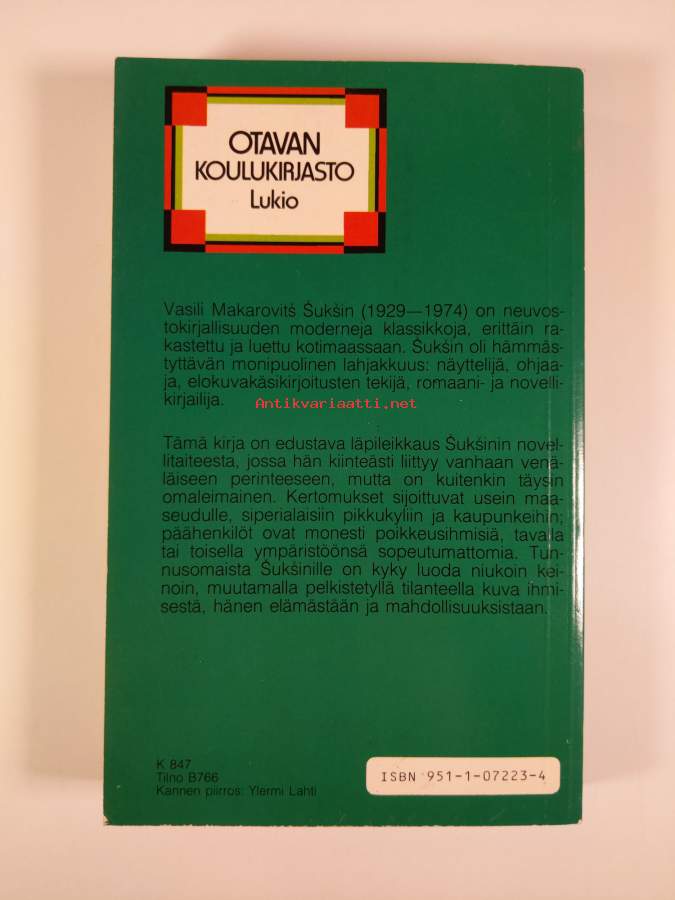 OTAVAN
KOULUKIRJASTO
Lukio
Vasili Makarovitš Šukšin (1929—1974) on neuvos-
tokirjallisuuden moderneja klassikkoja, erittäin ra-
kastettu ja luettu kotimaassaan. Šukšin oli hämmäs-
tyttävän monipuolinen lahjakkuus: näyttelijä, ohjaa-
ja, elokuvakäsikirjoitusten tekijä, romaani- ja novelli-
kirjailija.
Antikvariaatti.net
Tämä kirja on edustava läpileikkaus Šukšinin novel-
litaiteesta, jossa hän kiinteästi liittyy vanhaan venä-
läiseen perinteeseen, mutta on kuitenkin täysin
omaleimainen. Kertomukset sijoittuvat usein maa-
seudulle, siperialaisiin pikkukyliin ja kaupunkeihin;
päähenkilöt ovat monesti poikkeusihmisiä, tavalla
tai toisella ympäristöönsä sopeutumattomia. Tun-
nusomaista Šukšinille on kyky luoda niukoin kei-
noin, muutamalla pelkistetyllä tilanteella kuva ihmi-
sestä, hänen elämästään ja mahdollisuuksistaan.
K 847
Tilno B766
Kannen piirros: Ylermi Lahti
ISBN 951-1-07223-4